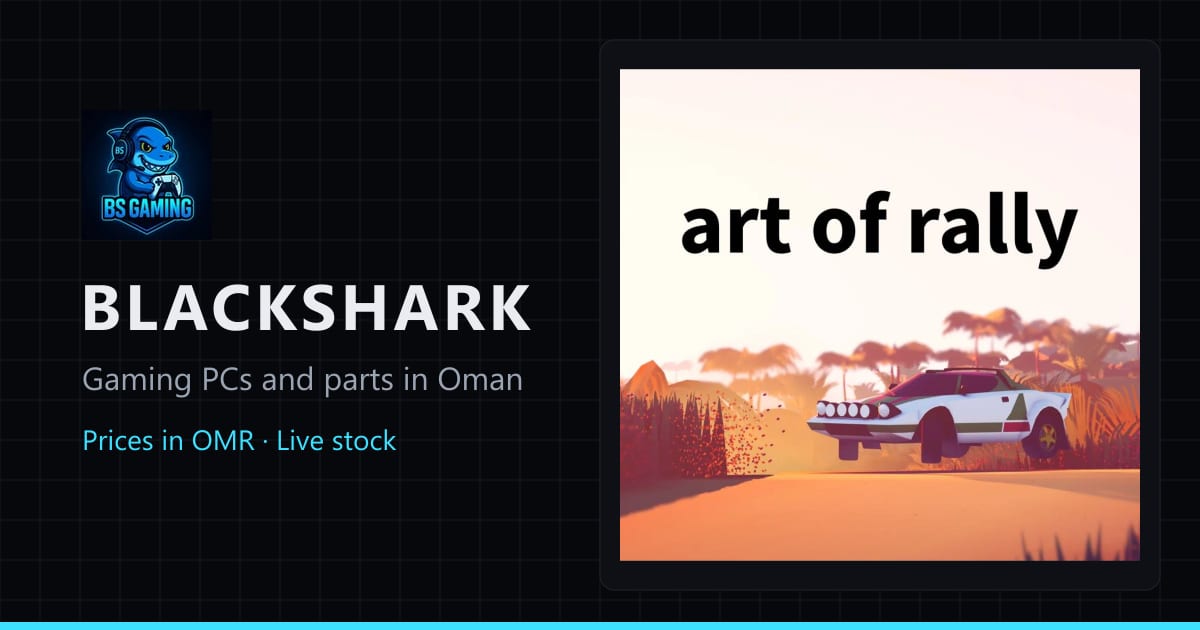 BS
BS GAMING
BLACKSHARK
Gaming PCs and parts in Oman
Prices in OMR · Live stock
art of rally